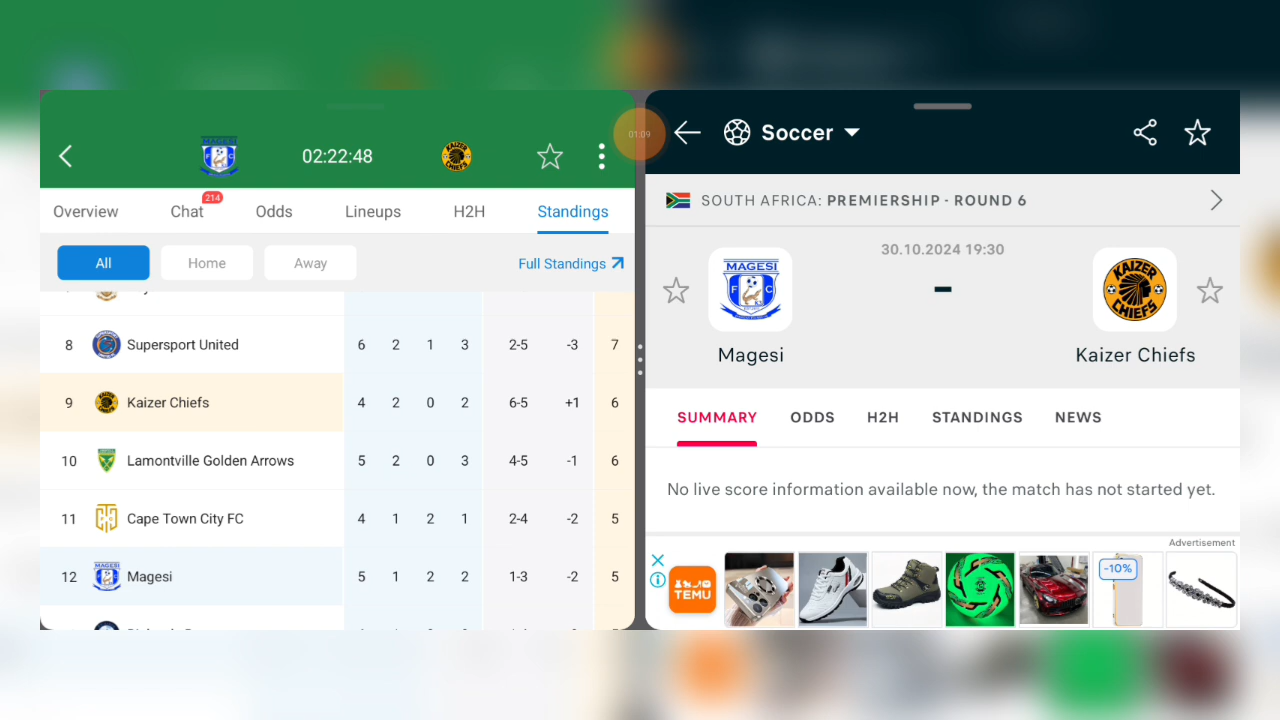 02:22:48
01:09
Overview Chat 214 Odds Lineups H2H Standings
All Home Away Full Standings
8 Supersport United 6 2 1 3 2-5 -3 7
9 Kaizer Chiefs 4 2 0 2 6-5 +1 6
10 Lamontville Golden Arrows 5 2 0 3 4-5 -1 6
11 Cape Town City FC 4 1 2 1 2-4 -2 5
12 Magesi 5 1 2 2 1-3 -2 5
Soccer
SOUTH AFRICA: PREMIERSHIP - ROUND 6
30.10.2024 19:30
MAGESI
FC
KAIZER
CHIEFS
-
Magesi Kaizer Chiefs
SUMMARY ODDS H2H STANDINGS NEWS
No live score information available now, the match has not started yet.
Advertisement
TEMU
-10%